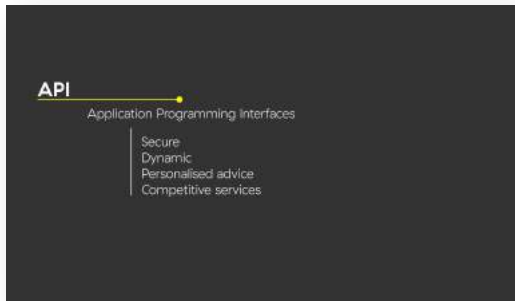 API
Application Programming Interfaces
Secure
Dynamic
Personalised advice
Competitive services